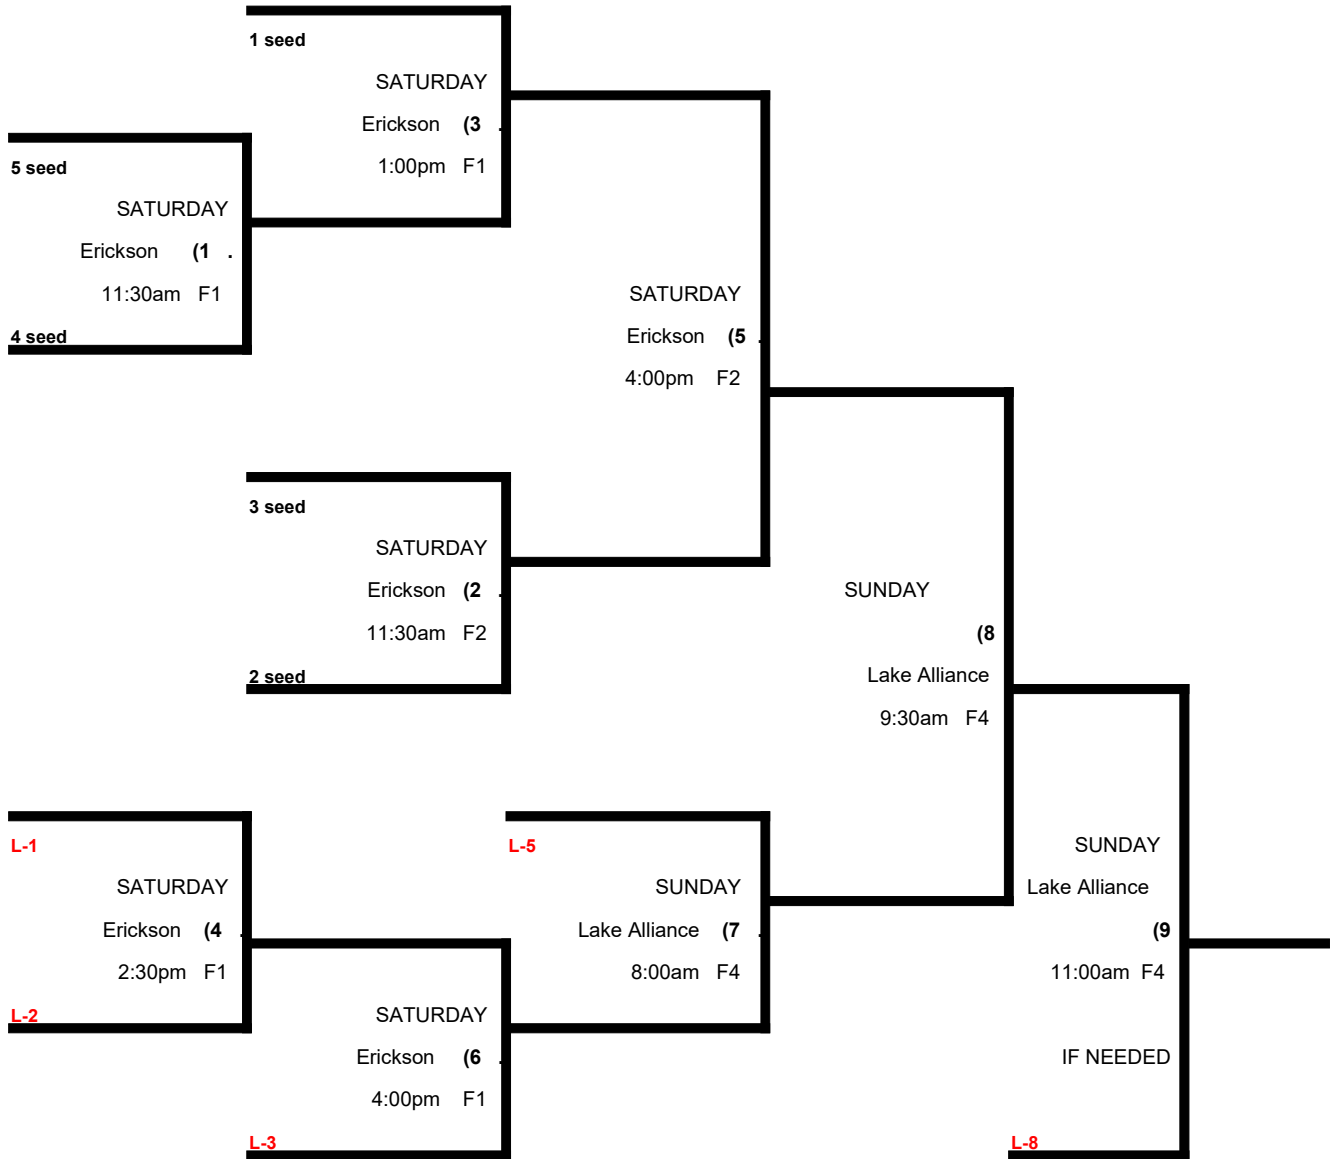 1 seed
SATURDAY
Erickson (3 .
1:00pm F1
5 seed
SATURDAY
Erickson (1 .
11:30am F1
4 seed
SATURDAY
Erickson (5 .
4:00pm F2
3 seed
SATURDAY
Erickson (2 .
11:30am F2
2 seed
SUNDAY
(8
Lake Alliance
9:30am F4
L-1
SATURDAY
Erickson (4 .
2:30pm F1
L-2
L-5
SUNDAY
Lake Alliance (7 .
8:00am F4
SATURDAY
Erickson (6 .
4:00pm F1
L-3
SUNDAY
Lake Alliance
(9
11:00am F4
IF NEEDED
L-8